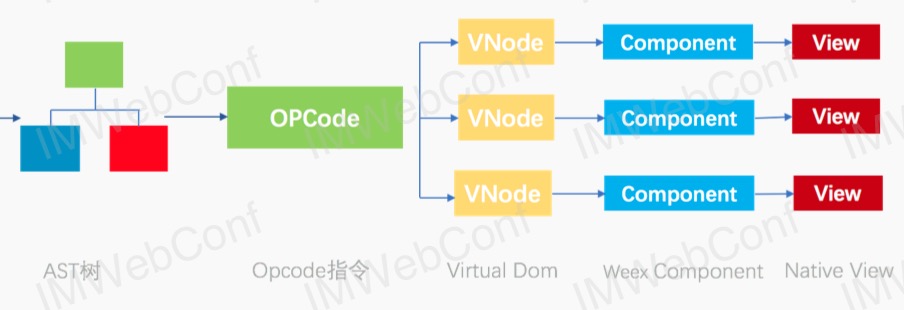 VNode
Component
View
OPCode
VNode
Component
View
VNode
Component
View
AST树
Opcode指令
Virtual Dom
Weex Component
Native View
IMWebConf
IMWebConf
IMWebConf
IMWebConf
IMWebConf
IMWebConf